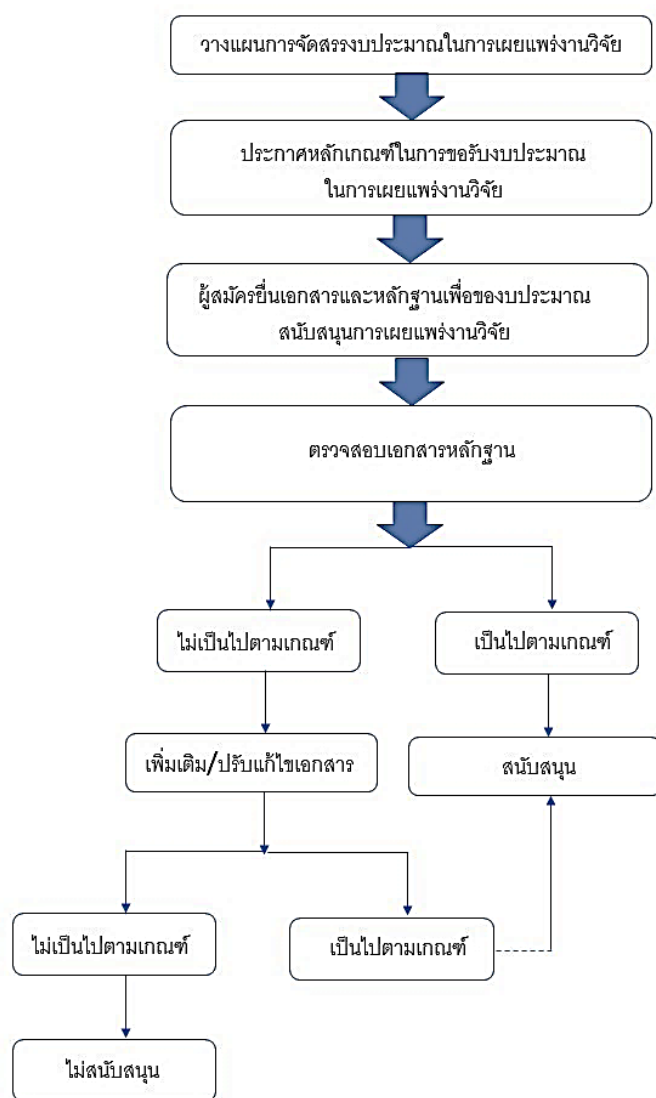 วางแผนการจัดสรรงบประมาณในการเผยแพร่งานวิจัย
ประกาศหลักเกณฑ์ในการขอรับงบประมาณ
ในการเผยแพร่งานวิจัย
ผู้สมัครยื่นเอกสารและหลักฐานเพื่อของบประมาณ
สนับสนุนการเผยแพร่งานวิจัย
ตรวจสอบเอกสารหลักฐาน
ไม่เป็นไปตามเกณฑ์
เป็นไปตามเกณฑ์
เพิ่มเติม/ปรับแก้ไขเอกสาร
สนับสนุน
ไม่เป็นไปตามเกณฑ์
เป็นไปตามเกณฑ์
ไม่สนับสนุน